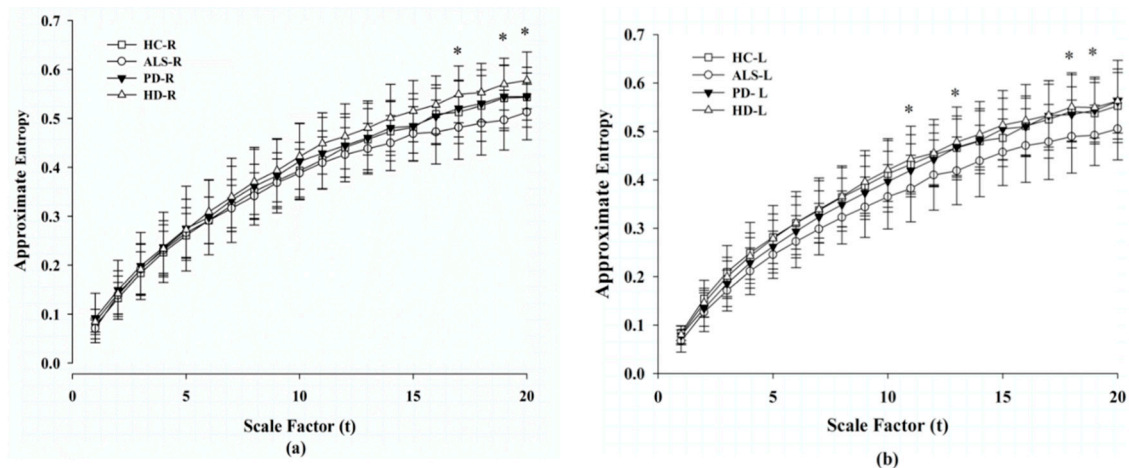 0.7
0.6
0.5
0.4
0.3
0.2
0.1
0.0
Approximate Entropy
HC-R
ALS-R
PD-R
HD-R
* * *
0 5 10 15 20
Scale Factor (t)
(a)
0.7
0.6
0.5
0.4
0.3
0.2
0.1
0.0
Approximate Entropy
HC-L
ALS-L
PD- L
HD-L
* * * *
0 5 10 15 20
Scale Factor (t)
(b)